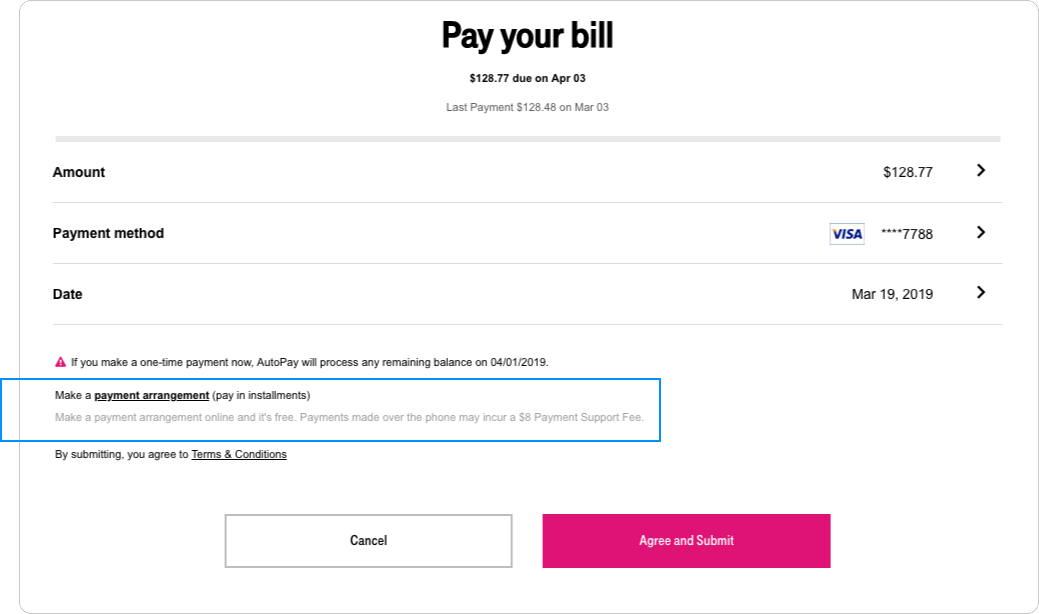 Pay your bill
$128.77 due on Apr 03
Last Payment $128.48 on Mar 03
Amount $128.77
Payment method VISA ****7788
Date Mar 19, 2019
If you make a one-time payment now, AutoPay will process any remaining balance on 04/01/2019.
Make a payment arrangement (pay in installments)
Make a payment arrangement online and it's free. Payments made over the phone may incur a $8 Payment Support Fee.
By submitting, you agree to Terms & Conditions
Cancel Agree and Submit